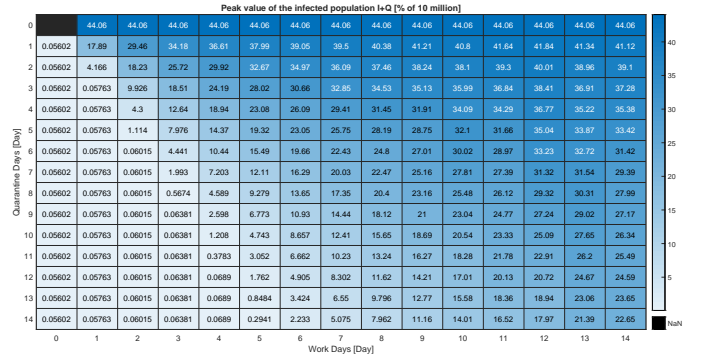 Peak value of the infected population I+Q [% of 10 million]
0 44.06 44.06 44.06 44.06 44.06 44.06 44.06 44.06 44.06 44.06 44.06 44.06 44.06 44.06
1 0.05602 17.89 29.46 34.18 36.61 37.99 39.05 39.5 40.38 41.21 40.8 41.64 41.84 41.34 41.12
2 0.05602 4.166 18.23 25.72 29.92 32.67 34.97 36.09 37.46 38.24 38.1 39.3 40.01 38.96 39.1
3 0.05602 0.05763 9.926 18.51 24.19 28.02 30.66 32.85 34.53 35.13 35.99 36.84 38.41 36.91 37.28
4 0.05602 0.05763 4.3 12.64 18.94 23.08 26.09 29.41 31.45 31.91 34.09 34.29 36.77 35.22 35.38
5 0.05602 0.05763 1.114 7.976 14.37 19.32 23.05 25.75 28.19 28.75 32.1 31.66 35.04 33.87 33.42
6 0.05602 0.05763 0.06015 4.441 10.44 15.49 19.66 22.43 24.8 27.01 30.02 28.97 33.23 32.72 31.42
7 0.05602 0.05763 0.06015 1.993 7.203 12.11 16.29 20.03 22.47 25.16 27.81 27.39 31.32 31.54 29.39
8 0.05602 0.05763 0.06015 0.5674 4.589 9.279 13.65 17.35 20.4 23.16 25.48 26.12 29.32 30.31 27.99
9 0.05602 0.05763 0.06015 0.06381 2.598 6.773 10.93 14.44 18.12 21 23.04 24.77 27.24 29.02 27.17
10 0.05602 0.05763 0.06015 0.06381 1.208 4.743 8.657 12.41 15.65 18.69 20.54 23.33 25.09 27.65 26.34
11 0.05602 0.05763 0.06015 0.06381 0.3783 3.052 6.662 10.23 13.24 16.27 18.28 21.78 22.91 26.2 25.49
12 0.05602 0.05763 0.06015 0.06381 0.0689 1.762 4.905 8.302 11.62 14.21 17.01 20.13 20.72 24.67 24.59
13 0.05602 0.05763 0.06015 0.06381 0.0689 0.8484 3.424 6.55 9.796 12.77 15.58 18.36 18.94 23.06 23.65
14 0.05602 0.05763 0.06015 0.06381 0.0689 0.2941 2.233 5.075 7.962 11.16 14.01 16.52 17.97 21.39 22.65
0 1 2 3 4 5 6 7 8 9 10 11 12 13 14
Work Days [Day]
Quarantine Days [Day]
40
35
30
25
20
15
10
5
NaN